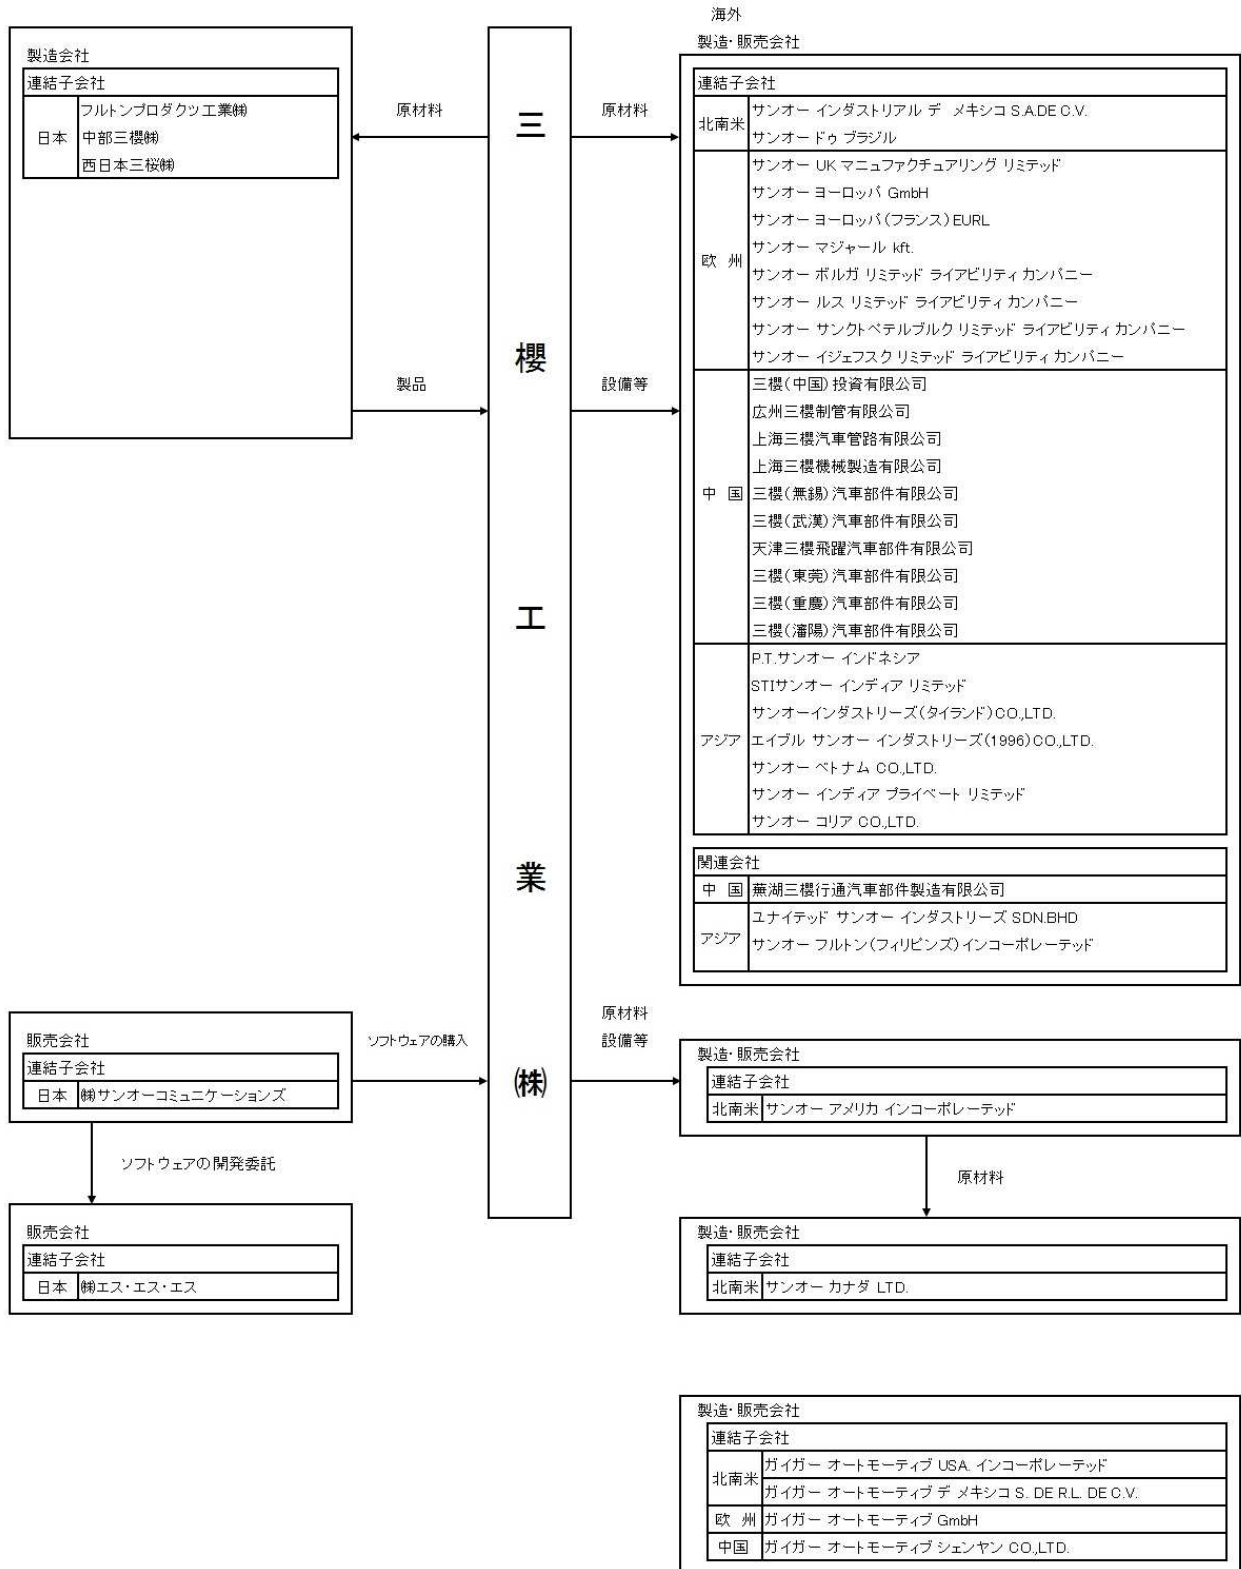 製造会社
連結子会社
日本
フルトンプロダクツ工業㈱
中部三櫻㈱
西日本三桜㈱
原材料
製品
三櫻工業㈱
原材料
設備等
海外
製造・販売会社
連結子会社
北南米
サンオー インダストリアル デ メキシコ S.A.DE C.V.
サンオー ドゥ ブラジル
欧 州
サンオー UK マニュファクチュアリング リミテッド
サンオー ヨーロッパ GmbH
サンオー ヨーロッパ(フランス)EURL
サンオー マジャール kft.
サンオー ボルガ リミテッド ライアビリティ カンパニー
サンオー ルス リミテッド ライアビリティ カンパニー
サンオー サンクトペテルブルク リミテッド ライアビリティ カンパニー
サンオー イジェフスク リミテッド ライアビリティ カンパニー
中 国
三櫻(中国)投資有限公司
広州三櫻制管有限公司
上海三櫻汽車管路有限公司
上海三櫻機械製造有限公司
三櫻(無錫)汽車部件有限公司
三櫻(武漢)汽車部件有限公司
天津三櫻飛躍汽車部件有限公司
三櫻(東莞)汽車部件有限公司
三櫻(重慶)汽車部件有限公司
三櫻(瀋陽)汽車部件有限公司
アジア
P.T.サンオー インドネシア
STIサンオー インディア リミテッド
サンオーインダストリーズ(タイランド)CO.,LTD.
エイブル サンオー インダストリーズ(1996)CO.,LTD.
サンオー ベトナム CO.,LTD.
サンオー インディア プライベート リミテッド
サンオー コリア CO.,LTD.
関連会社
中 国
蕪湖三櫻行通汽車部件製造有限公司
アジア
ユナイテッド サンオー インダストリーズ SDN.BHD
サンオー フルトン(フィリピンズ)インコーポレーテッド
販売会社
連結子会社
日本
㈱サンオーコミュニケーションズ
ソフトウェアの購入
ソフトウェアの開発委託
販売会社
連結子会社
日本
㈱エス・エス・エス
原材料
設備等
製造・販売会社
連結子会社
北南米
サンオー アメリカ インコーポレーテッド
原材料
製造・販売会社
連結子会社
北南米
サンオー カナダ LTD.
製造・販売会社
連結子会社
北南米
ガイガー オートモーティブ USA. インコーポレーテッド
ガイガー オートモーティブ デ メキシコ S. DE R.L. DE C.V.
欧 州
ガイガー オートモーティブ GmbH
中国
ガイガー オートモーティブ シェンヤン CO.,LTD.